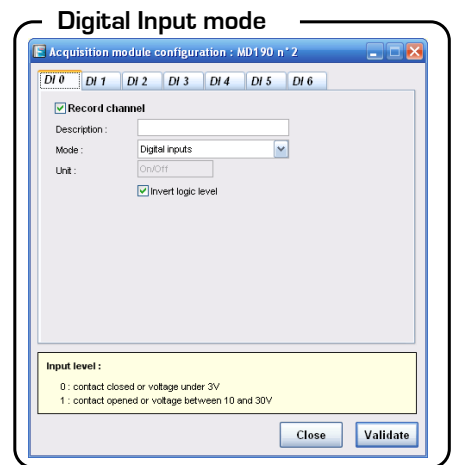 Digital Input mode
Acquisition module configuration : MD190 n°2
DI 0 DI 1 DI 2 DI 3 DI 4 DI 5 DI 6
Record channel
Description :
Mode : Digital inputs
Unit : On/Off
Invert logic level
Input level :
0 : contact closed or voltage under 3V
1 : contact opened or voltage between 10 and 30V
Close Validate